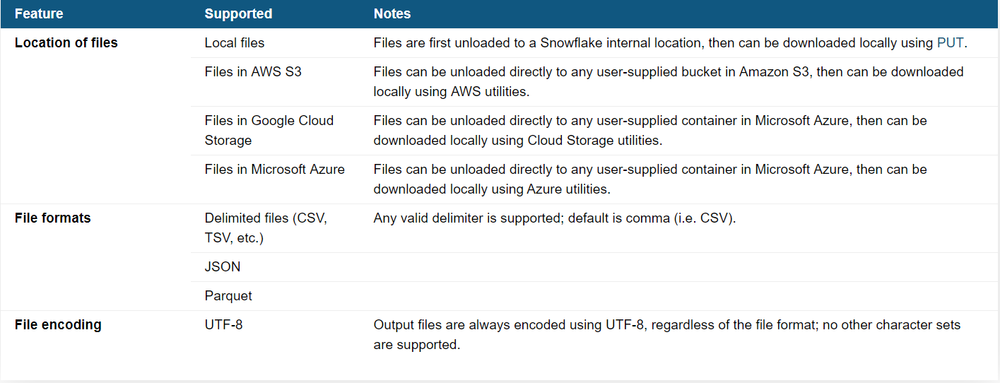 Feature Supported Notes
Location of files Local files Files are first unloaded to a Snowflake internal location, then can be downloaded locally using PUT.
Files in AWS S3 Files can be unloaded directly to any user-supplied bucket in Amazon S3, then can be downloaded
locally using AWS utilities.
Files in Google Cloud Files can be unloaded directly to any user-supplied container in Microsoft Azure, then can be
Storage downloaded locally using Cloud Storage utilities.
Files in Microsoft Azure Files can be unloaded directly to any user-supplied container in Microsoft Azure, then can be
downloaded locally using Azure utilities.
File formats Delimited files (CSV, Any valid delimiter is supported; default is comma (i.e. CSV).
TSV, etc.)
JSON
Parquet
File encoding UTF-8 Output files are always encoded using UTF-8, regardless of the file format; no other character sets
are supported.